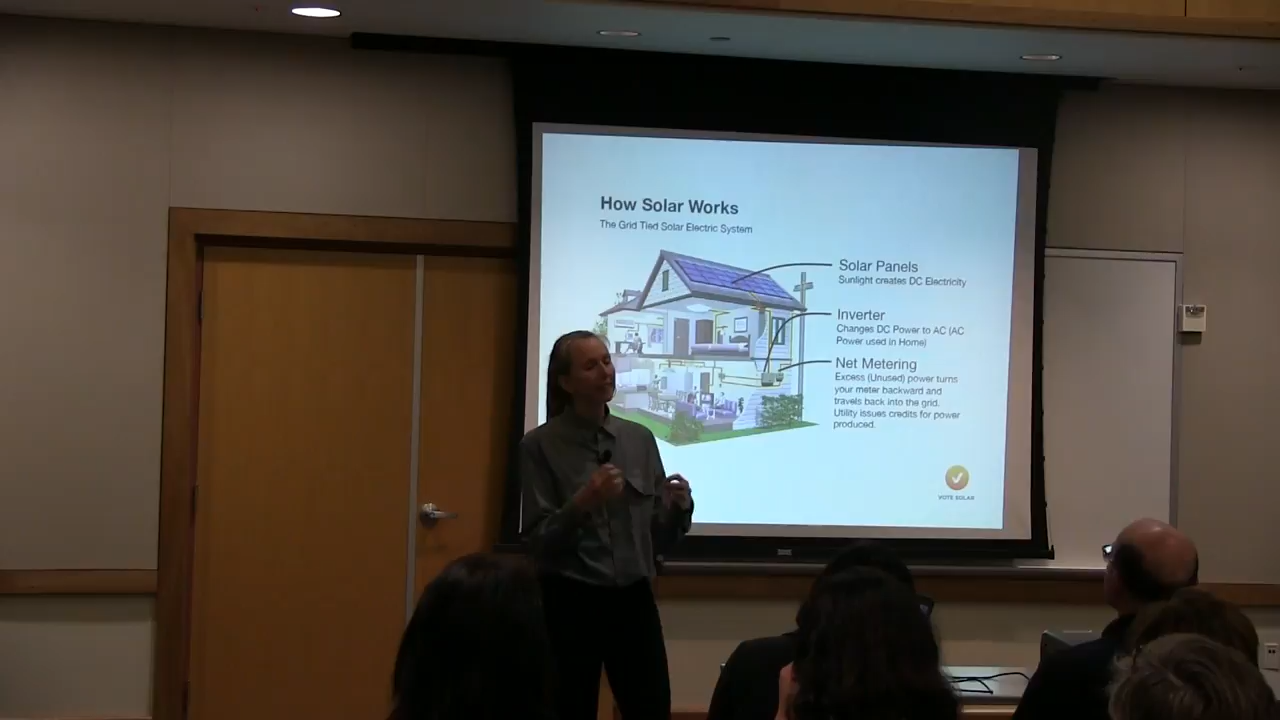 How Solar Works
The Grid Tied Solar Electric System
Solar Panels
Sunlight creates DC Electricity
Inverter
Changes DC Power to AC (AC
Power used in Home)
Net Metering
Excess (Unused) power turns
your meter backward and
travels back into the grid.
Utility issues credits for power
produced.
VOTE SOLAR